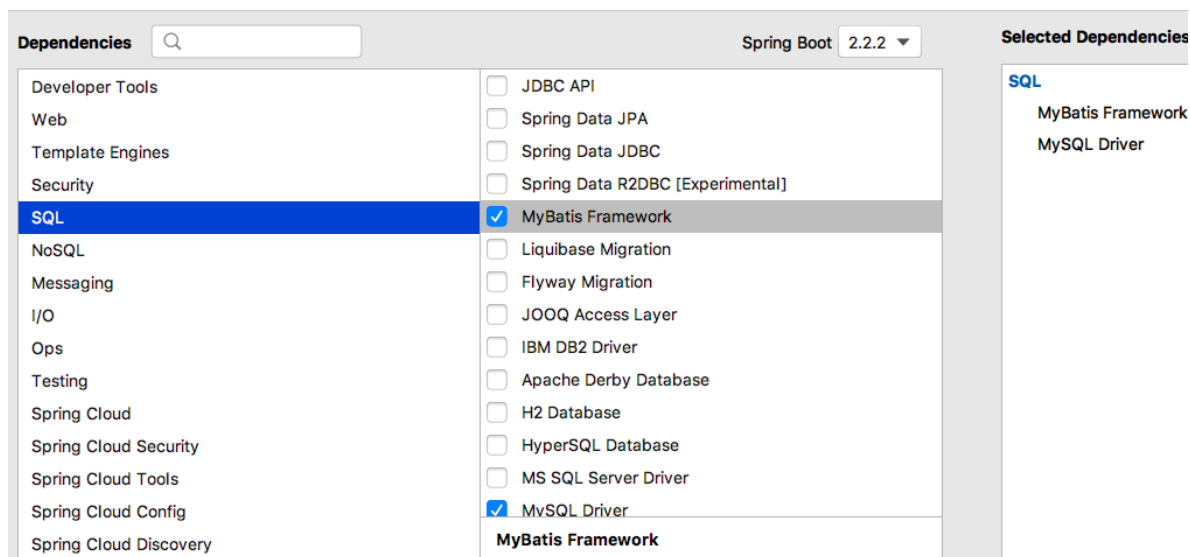 Dependencies
Spring Boot 2.2.2
Selected Dependencies
Developer Tools
Web
Template Engines
Security
SQL
NoSQL
Messaging
I/O
Ops
Testing
Spring Cloud
Spring Cloud Security
Spring Cloud Tools
Spring Cloud Config
Spring Cloud Discovery
JDBC API
Spring Data JPA
Spring Data JDBC
Spring Data R2DBC [Experimental]
MyBatis Framework
Liquibase Migration
Flyway Migration
JOOQ Access Layer
IBM DB2 Driver
Apache Derby Database
H2 Database
HyperSQL Database
MS SQL Server Driver
MySQL Driver
MyBatis Framework
SQL
MyBatis Framework
MySQL Driver